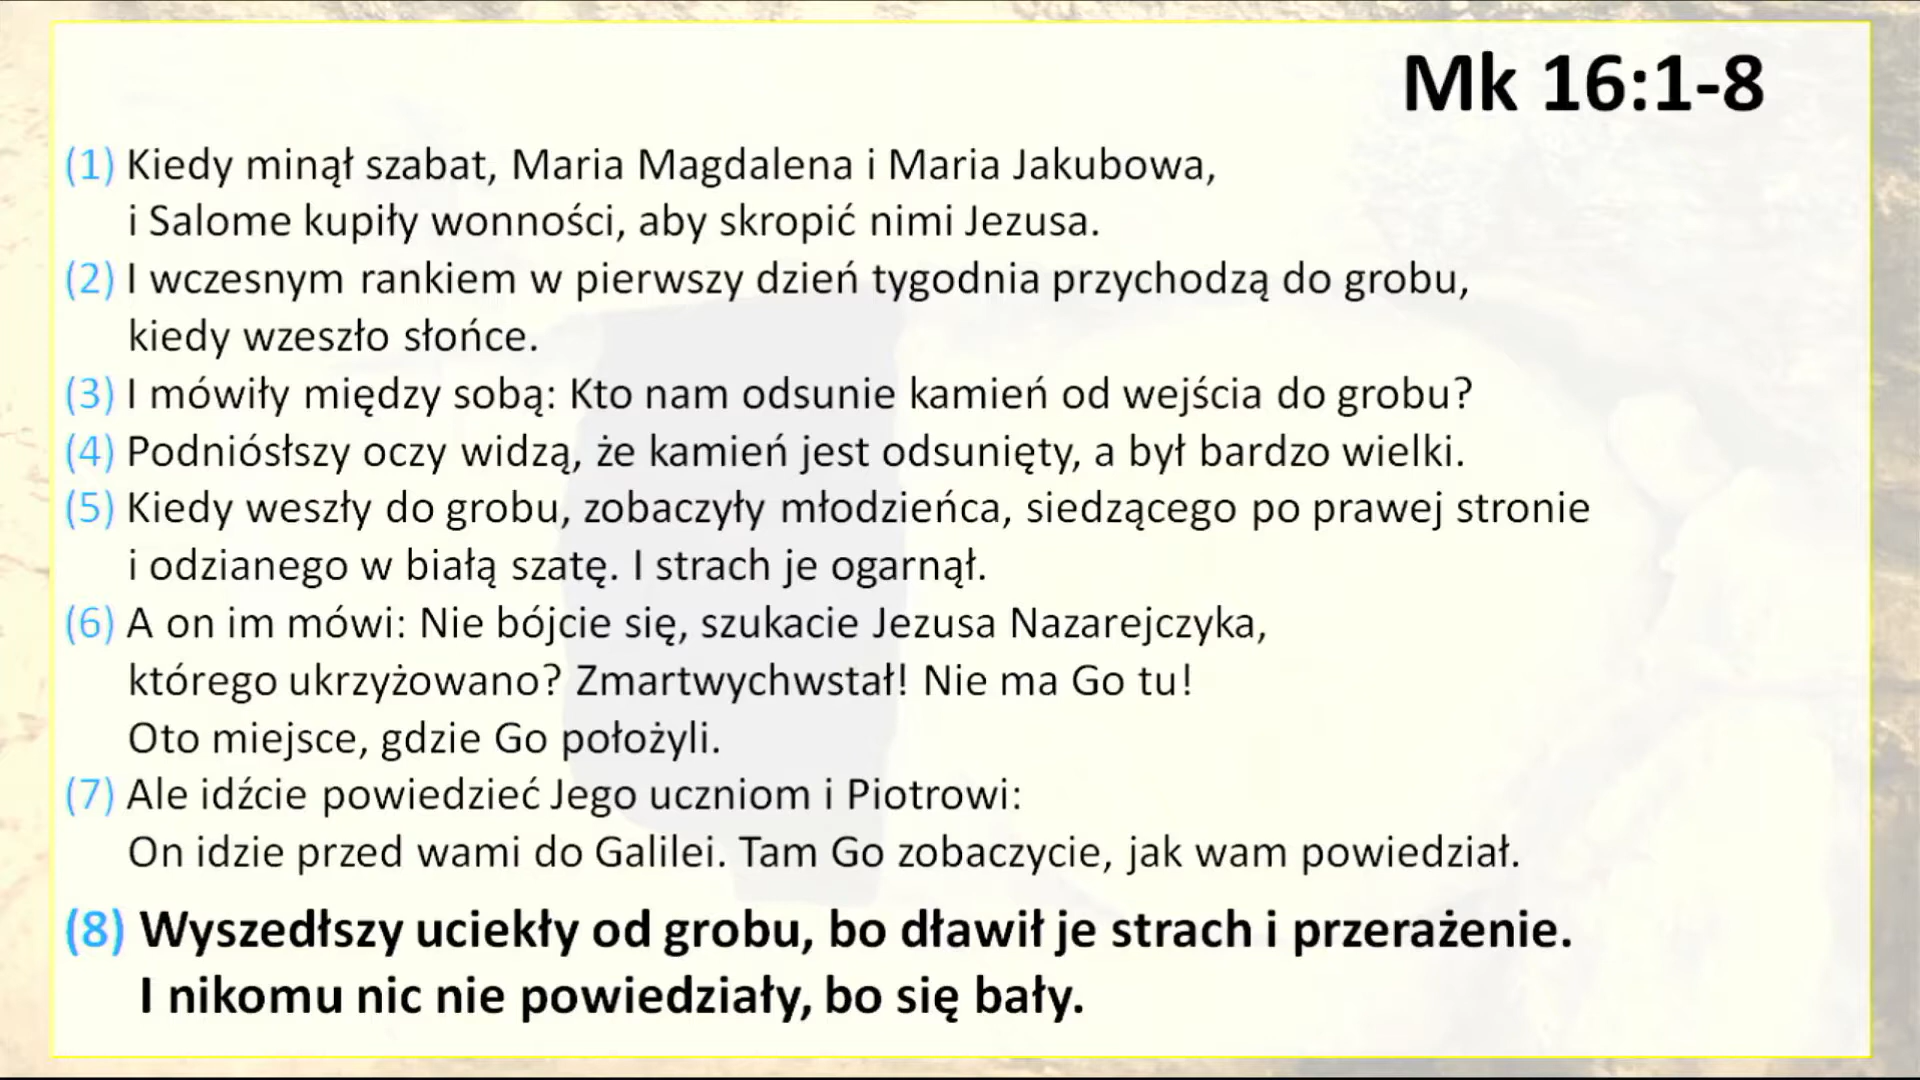 Mk 16:1-8
(1) Kiedy minął szabat, Maria Magdalena i Maria Jakubowa,
i Salome kupiły wonności, aby skropić nimi Jezusa.
(2) I wczesnym rankiem w pierwszy dzień tygodnia przychodzą do grobu,
kiedy wzeszło słońce.
(3) I mówiły między sobą: Kto nam odsunie kamień od wejścia do grobu?
(4) Podniósłszy oczy widzą, że kamień jest odsunięty, a był bardzo wielki.
(5) Kiedy weszły do grobu, zobaczyły młodzieńca, siedzącego po prawej stronie
i odzianego w białą szatę. I strach je ogarnął.
(6) A on im mówi: Nie bójcie się, szukacie Jezusa Nazarejczyka,
którego ukrzyżowano? Zmartwychwstał! Nie ma Go tu!
Oto miejsce, gdzie Go położyli.
(7) Ale idźcie powiedzieć Jego uczniom i Piotrowi:
On idzie przed wami do Galilei. Tam Go zobaczycie, jak wam powiedział.
(8) Wyszedłszy uciekły od grobu, bo dławił je strach i przerażenie.
I nikomu nic nie powiedziały, bo się bały.